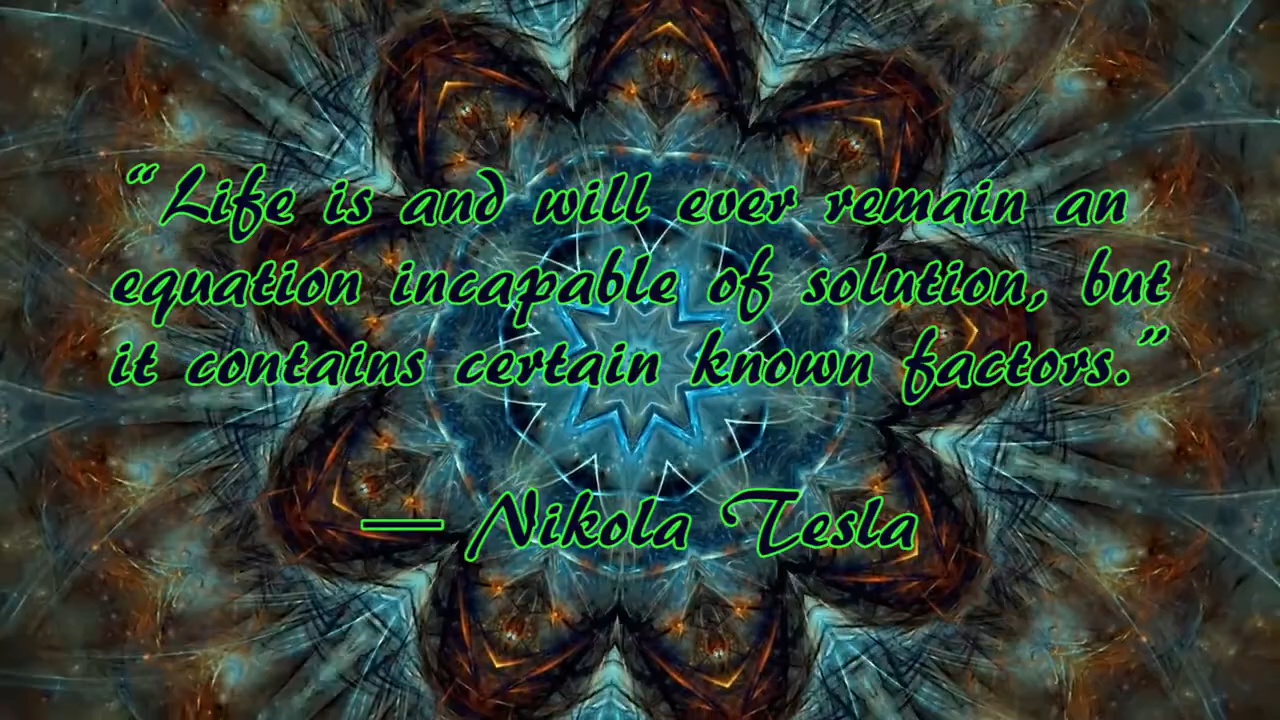 “Life is and will ever remain an
equation incapable of solution, but
it contains certain known factors.”
— Nikola Tesla